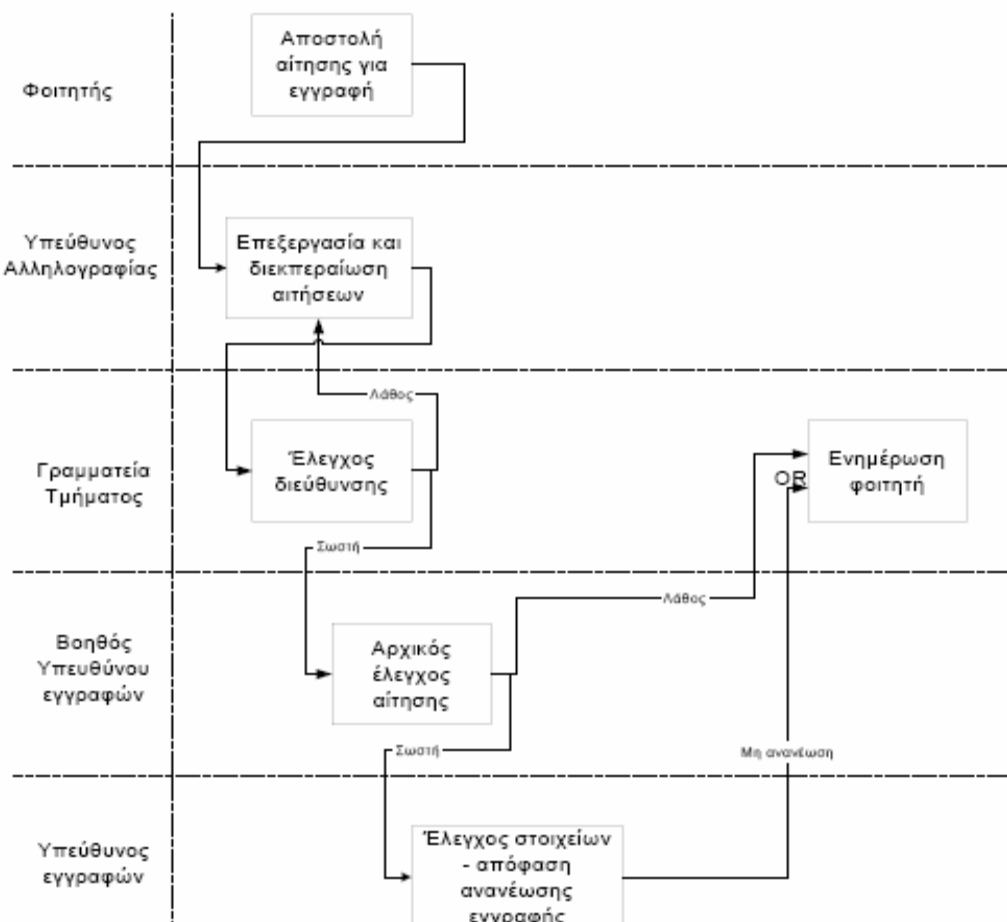 Φοιτητής
Αποστολή
αίτησης για
εγγραφή
Υπεύθυνος
Αλληλογραφίας
Επεξεργασία και
διεκπεραίωση
αιτήσεων
Λάθος
Γραμματεία
Τμήματος
Έλεγχος
διεύθυνσης
OR
Ενημέρωση
φοιτητή
Σωστή
Λάθος
Βοηθός
Υπευθύνου
εγγραφών
Αρχικός
έλεγχος
αίτησης
Σωστή
Μη ανανέωση
Υπεύθυνος
εγγραφών
Έλεγχος στοιχείων
- απόφαση
ανανέωσης
εγγραφής